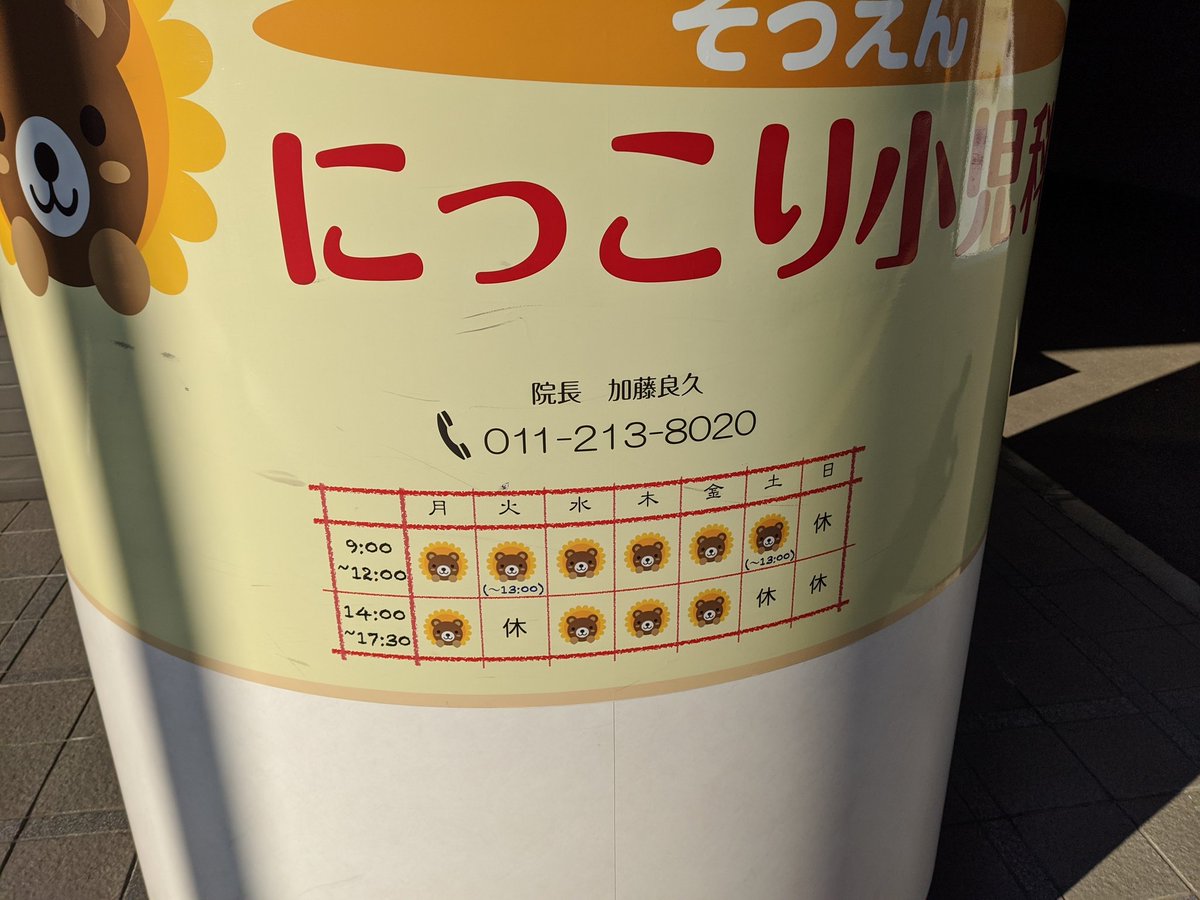 そつえん
にっこり小児科
院長 加藤良久
011-213-8020
月 火 水 木 金 土 日
9:00 ~12:00 (~13:00) (~13:00) 休
14:00 ~17:30 休 休 休